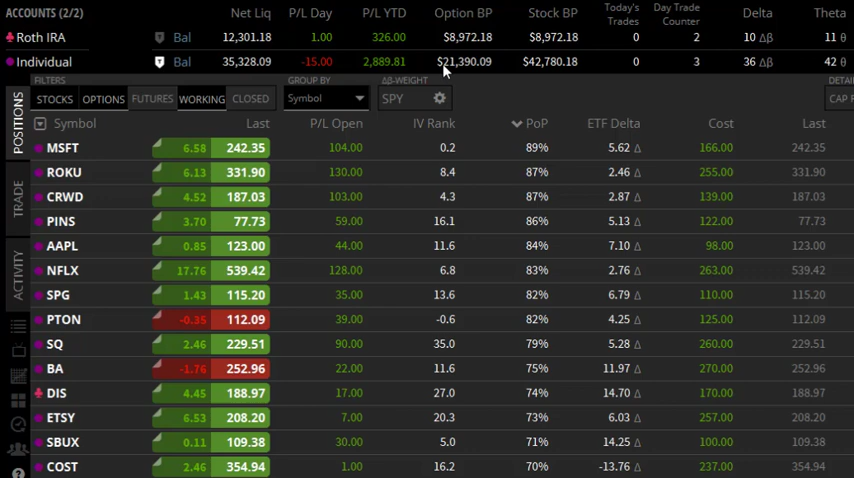 ACCOUNTS (2/2) Net Liq P/L Day P/L YTD Option BP Stock BP Today's Trades Day Trade Counter Delta Theta
Roth IRA Bal 12,301.18 1.00 326.00 $8,972.18 $8,972.18 0 2 10 Δβ 11 θ
Individual Bal 35,328.09 -15.00 2,889.81 $21,390.09 $42,780.18 0 3 36 Δβ 42 θ
FILTERS GROUP BY Δβ-WEIGHT DETAI
STOCKS OPTIONS FUTURES WORKING CLOSED Symbol SPY CAP F
POSITIONS
TRADE
ACTIVITY
Symbol Last P/L Open IV Rank PoP ETF Delta Cost Last
MSFT 6.58 242.35 104.00 0.2 89% 5.62 Δ 166.00 242.35
ROKU 6.13 331.90 130.00 8.4 87% 2.46 Δ 255.00 331.90
CRWD 4.52 187.03 103.00 4.3 87% 2.87 Δ 139.00 187.03
PINS 3.70 77.73 59.00 16.1 86% 5.13 Δ 122.00 77.73
AAPL 0.85 123.00 44.00 11.6 84% 7.10 Δ 98.00 123.00
NFLX 17.76 539.42 128.00 6.8 83% 2.76 Δ 263.00 539.42
SPG 1.43 115.20 35.00 13.6 82% 6.79 Δ 110.00 115.20
PTON -0.35 112.09 39.00 -0.6 82% 4.25 Δ 125.00 112.09
SQ 2.46 229.51 90.00 35.0 79% 5.28 Δ 260.00 229.51
BA -1.76 252.96 22.00 11.6 75% 11.97 Δ 270.00 252.96
DIS 4.45 188.97 17.00 27.0 74% 14.70 Δ 170.00 188.97
ETSY 6.53 208.20 7.00 20.3 73% 6.03 Δ 257.00 208.20
SBUX 0.11 109.38 30.00 5.0 71% 14.25 Δ 100.00 109.38
COST 2.46 354.94 1.00 16.2 70% -13.76 Δ 237.00 354.94